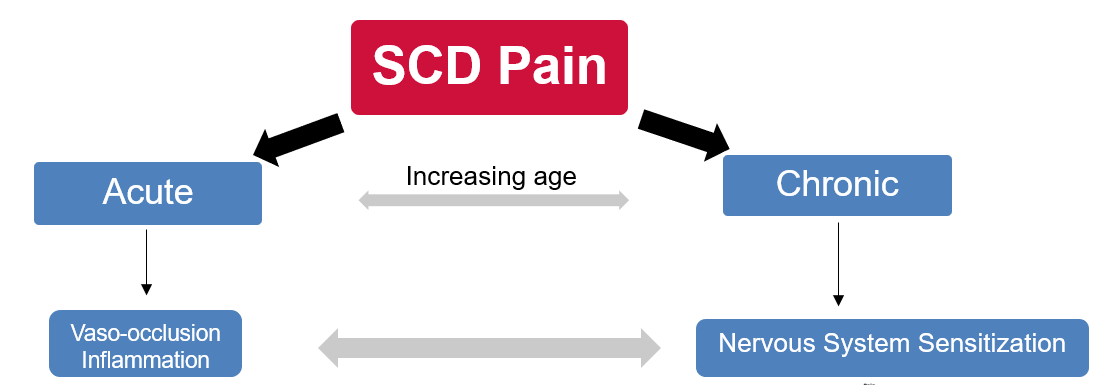 SCD Pain
Acute
Increasing age
Chronic
Vaso-occlusion
Inflammation
Nervous System Sensitization